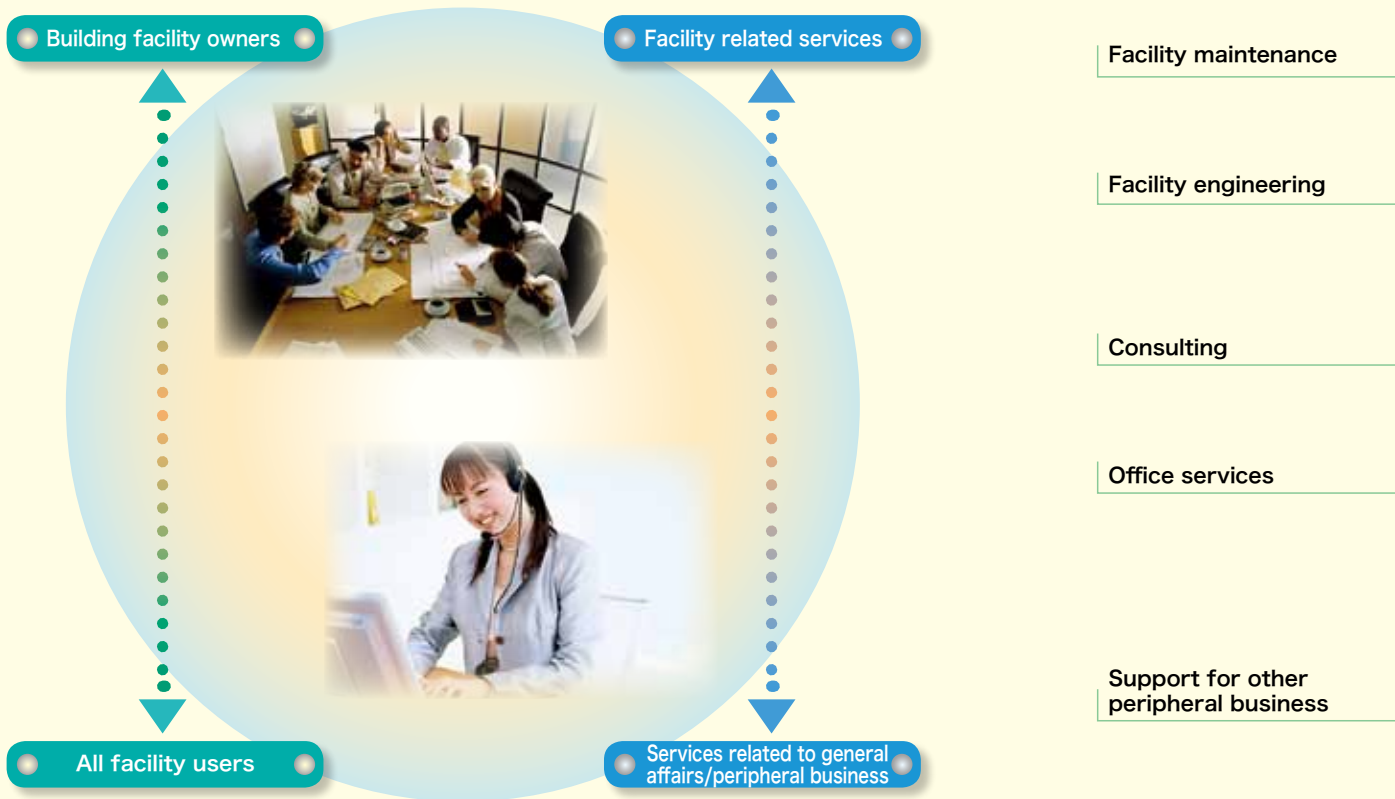 Building facility owners
Facility related services
Facility maintenance
Facility engineering
Consulting
Office services
Support for other
peripheral business
All facility users
Services related to general
affairs/peripheral business